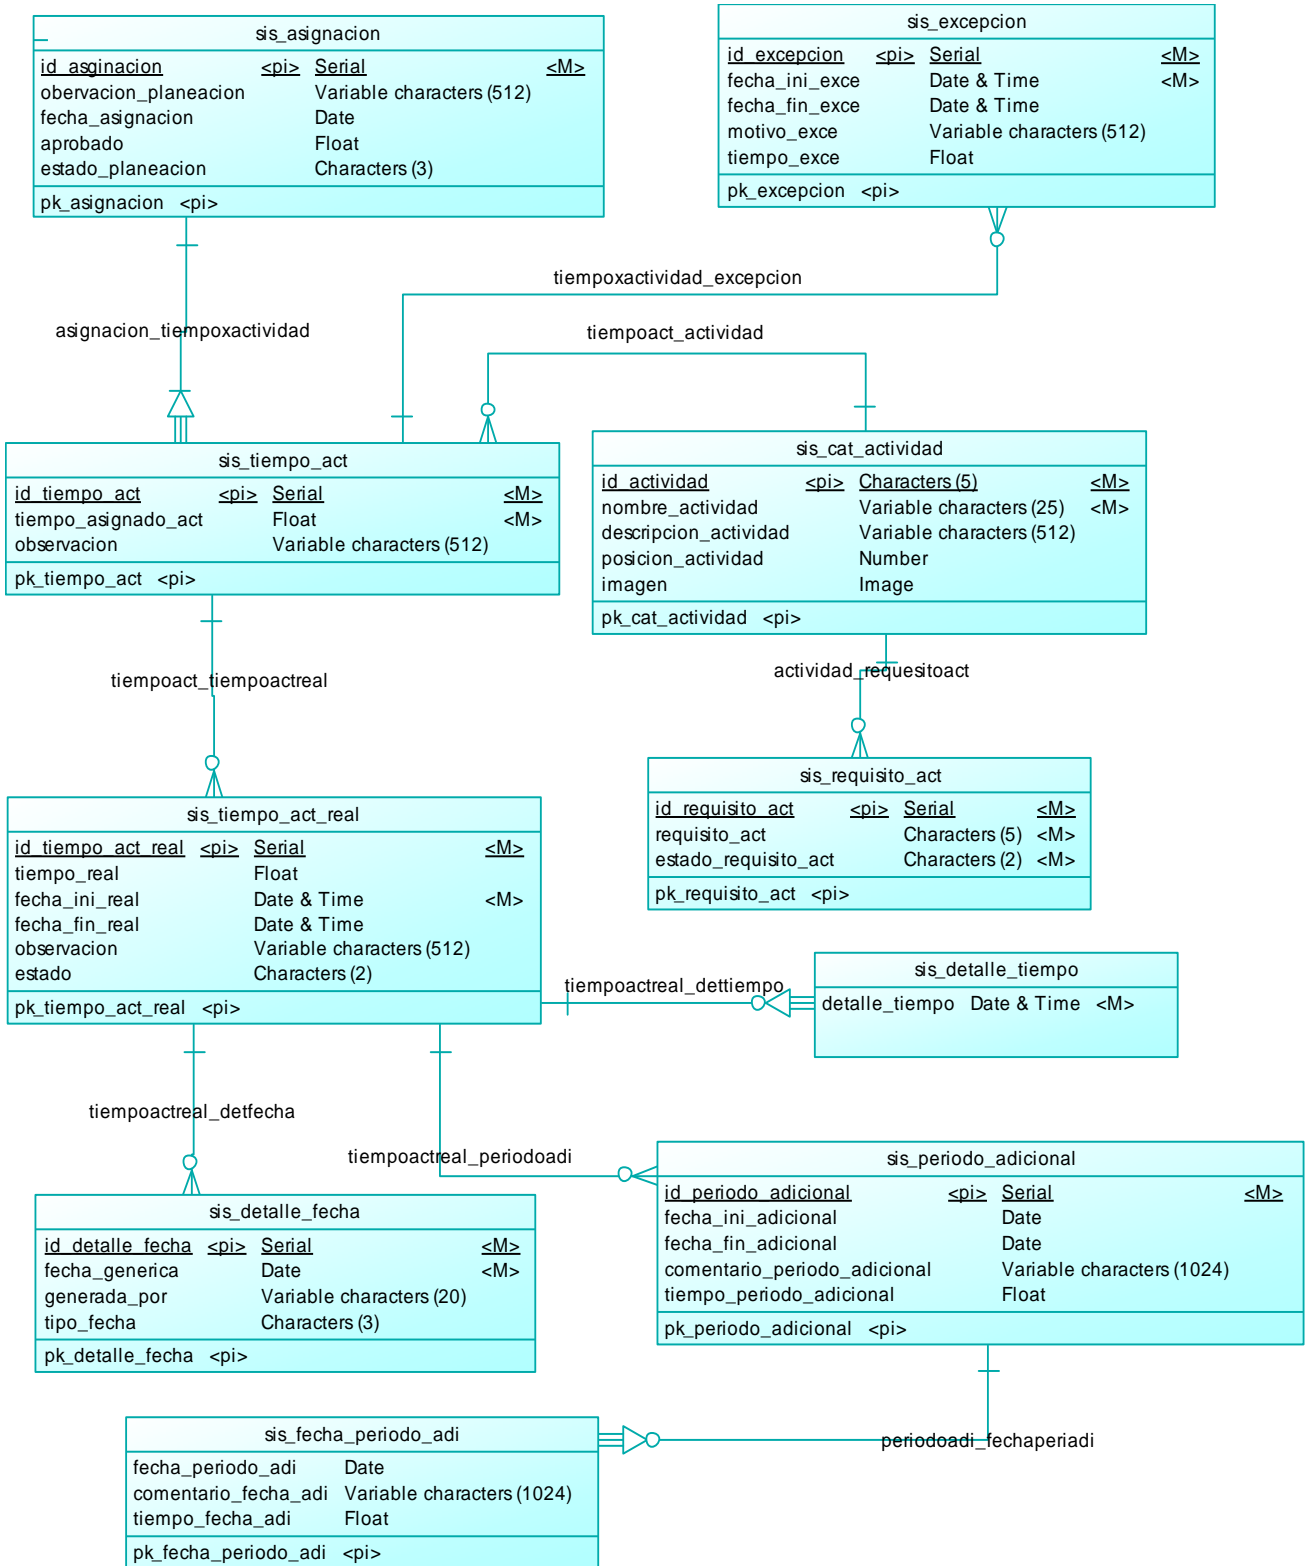 sis_asignacion
id_asginacion <pi> Serial <M>
obervacion_planeacion Variable characters (512)
fecha_asignacion Date
aprobado Float
estado_planeacion Characters (3)
pk_asignacion <pi>
sis_excepcion
id_excepcion <pi> Serial <M>
fecha_ini_exce Date & Time <M>
fecha_fin_exce Date & Time
motivo_exce Variable characters (512)
tiempo_exce Float
pk_excepcion <pi>
tiempoxactividad_excepcion
asignacion_tiempoxactividad
tiempoact_actividad
sis_tiempo_act
id_tiempo_act <pi> Serial <M>
tiempo_asignado_act Float <M>
observacion Variable characters (512)
pk_tiempo_act <pi>
sis_cat_actividad
id_actividad <pi> Characters (5) <M>
nombre_actividad Variable characters (25) <M>
descripcion_actividad Variable characters (512)
posicion_actividad Number
imagen Image
pk_cat_actividad <pi>
tiempoact_tiempoactreal
actividad_requesitoact
sis_requisito_act
id_requisito_act <pi> Serial <M>
requisito_act Characters (5) <M>
estado_requisito_act Characters (2) <M>
pk_requisito_act <pi>
sis_tiempo_act_real
id_tiempo_act_real <pi> Serial <M>
tiempo_real Float
fecha_ini_real Date & Time <M>
fecha_fin_real Date & Time
observacion Variable characters (512)
estado Characters (2)
pk_tiempo_act_real <pi>
tiempoactreal_dettiempo
sis_detalle_tiempo
detalle_tiempo Date & Time <M>
tiempoactreal_detfecha
tiempoactreal_periodoadi
sis_periodo_adicional
id_periodo_adicional <pi> Serial <M>
fecha_ini_adicional Date
fecha_fin_adicional Date
comentario_periodo_adicional Variable characters (1024)
tiempo_periodo_adicional Float
pk_periodo_adicional <pi>
sis_detalle_fecha
id_detalle_fecha <pi> Serial <M>
fecha_generica Date <M>
generada_por Variable characters (20)
tipo_fecha Characters (3)
pk_detalle_fecha <pi>
periodoadi_fechaperiadi
sis_fecha_periodo_adi
fecha_periodo_adi Date
comentario_fecha_adi Variable characters (1024)
tiempo_fecha_adi Float
pk_fecha_periodo_adi <pi>